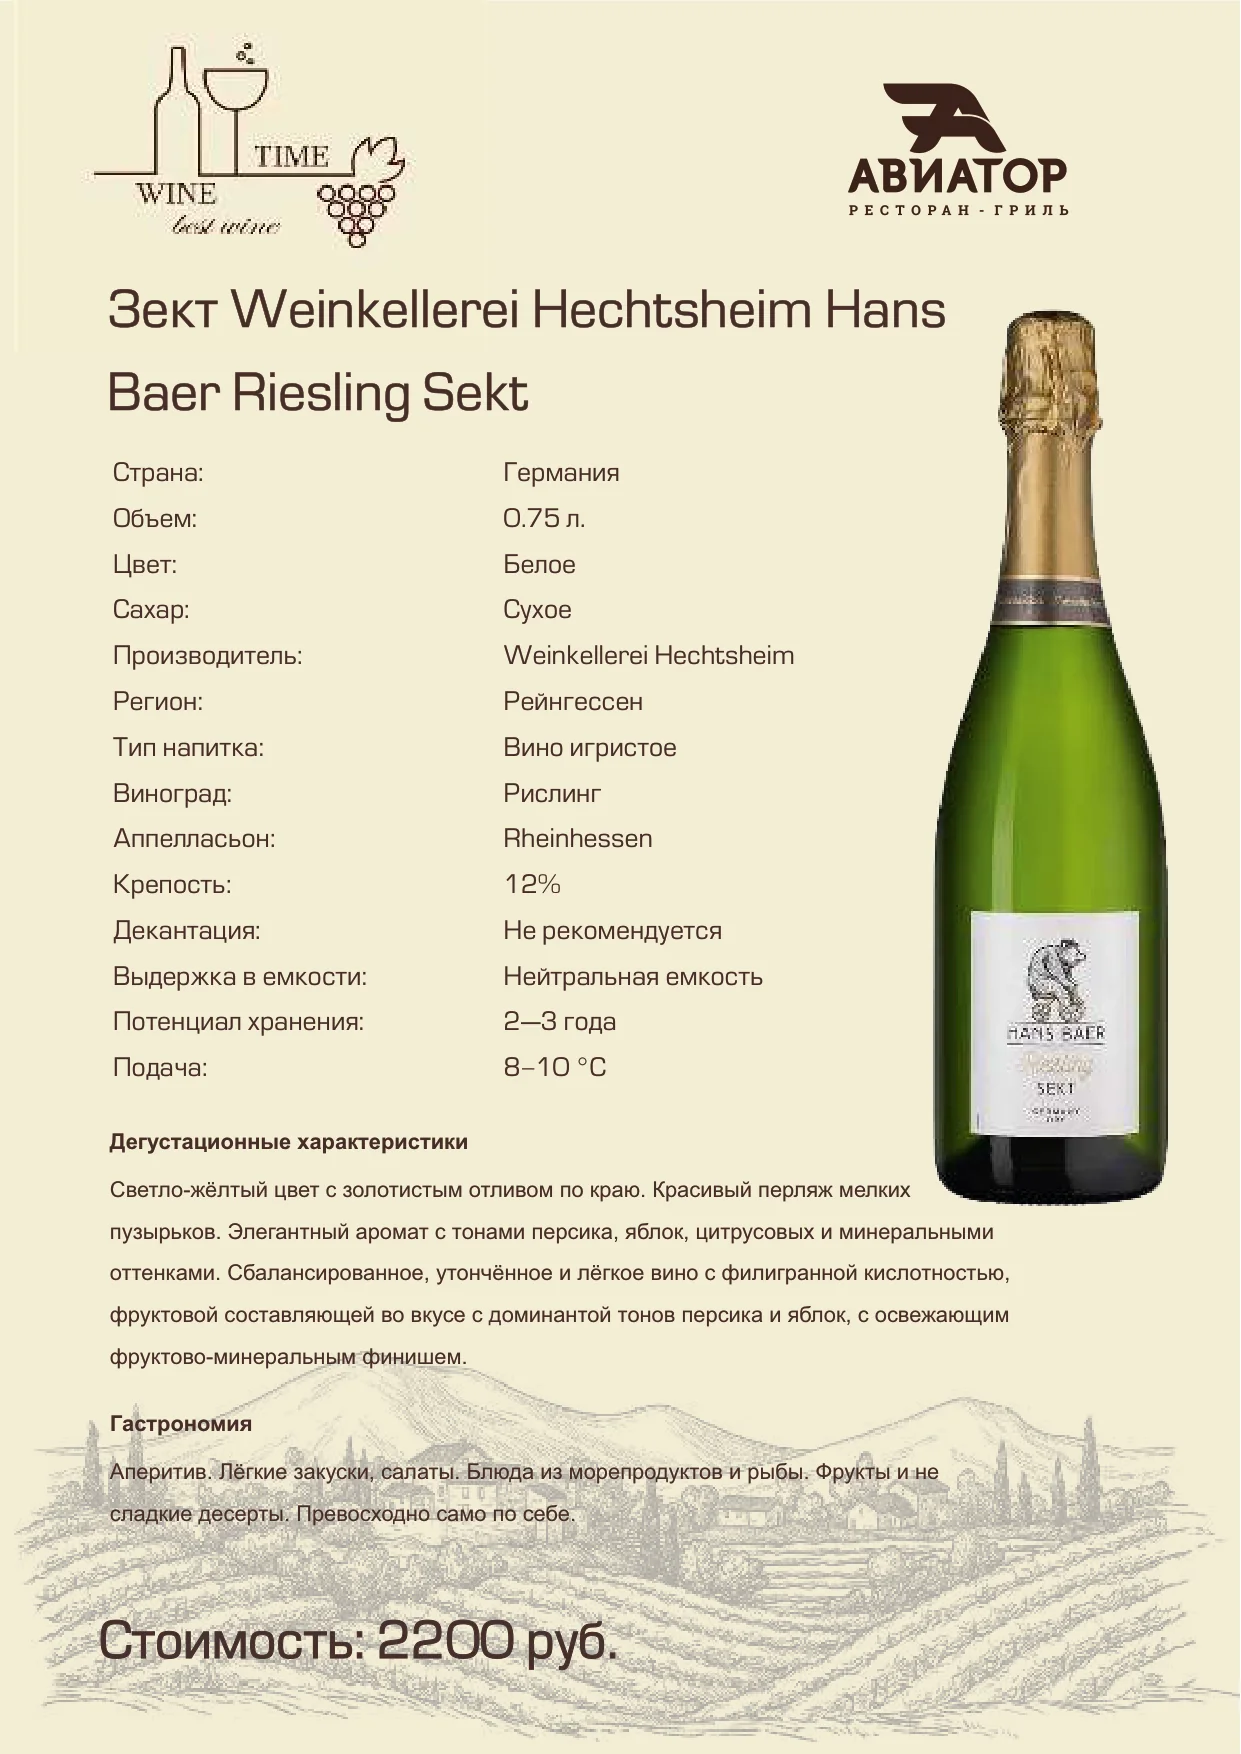 TIME
WINE
best wine
АВИАТОР
РЕСТОРАН - ГРИЛЬ
Зект Weinkellerei Hechtsheim Hans
Baer Riesling Sekt
Страна: Германия
Объем: 0.75 л.
Цвет: Белое
Сахар: Сухое
Производитель: Weinkellerei Hechtsheim
Регион: Рейнгессен
Тип напитка: Вино игристое
Виноград: Рислинг
Аппелласьон: Rheinhessen
Крепость: 12%
Декантация: Не рекомендуется
Выдержка в емкости: Нейтральная емкость
Потенциал хранения: 2—3 года
Подача: 8–10 °C
HANS BAER
Riesling
SEKT
GERMANY
Дегустационные характеристики
Светло-жёлтый цвет с золотистым отливом по краю. Красивый перляж мелких
пузырьков. Элегантный аромат с тонами персика, яблок, цитрусовых и минеральными
оттенками. Сбалансированное, утончённое и лёгкое вино с филигранной кислотностью,
фруктовой составляющей во вкусе с доминантой тонов персика и яблок, с освежающим
фруктово-минеральным финишем.
Гастрономия
Аперитив. Лёгкие закуски, салаты. Блюда из морепродуктов и рыбы. Фрукты и не
сладкие десерты. Превосходно само по себе.
Стоимость: 2200 руб.